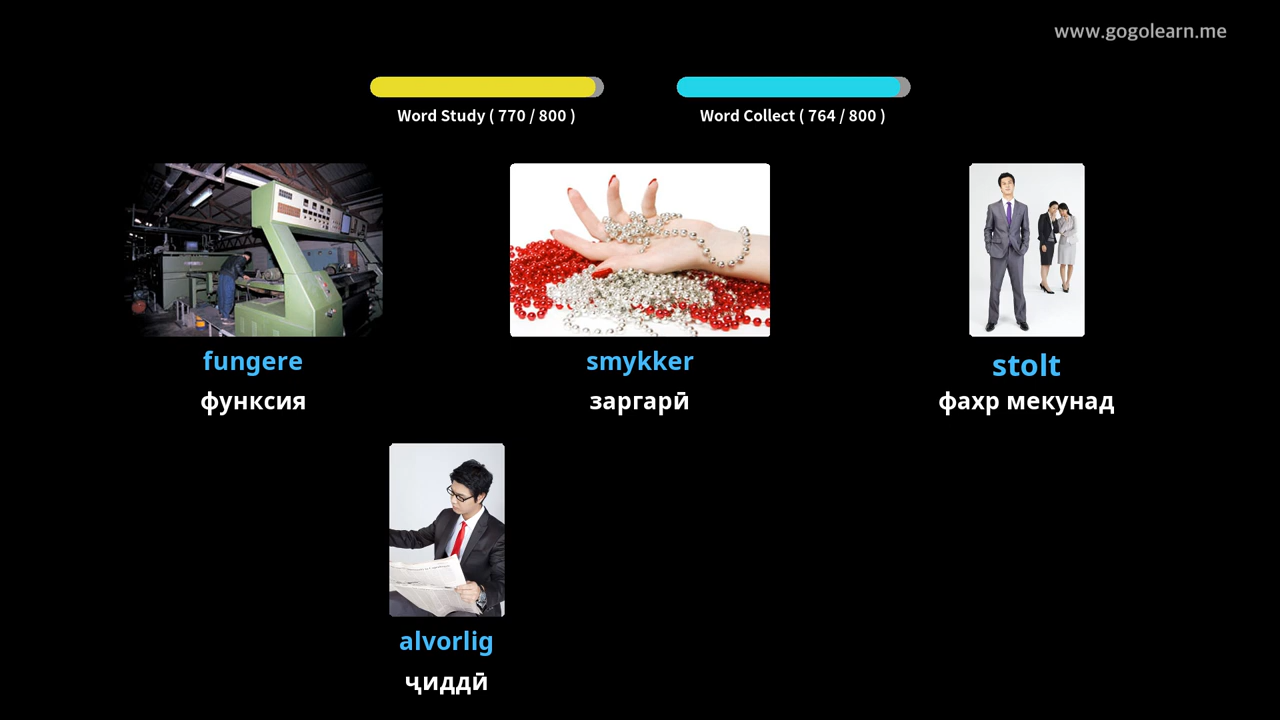 www.gogolearn.me
Word Study ( 770 / 800 )
Word Collect ( 764 / 800 )
fungere
smykker
stolt
функсия
заргарӣ
фахр мекунад
alvorlig
ҷиддӣ